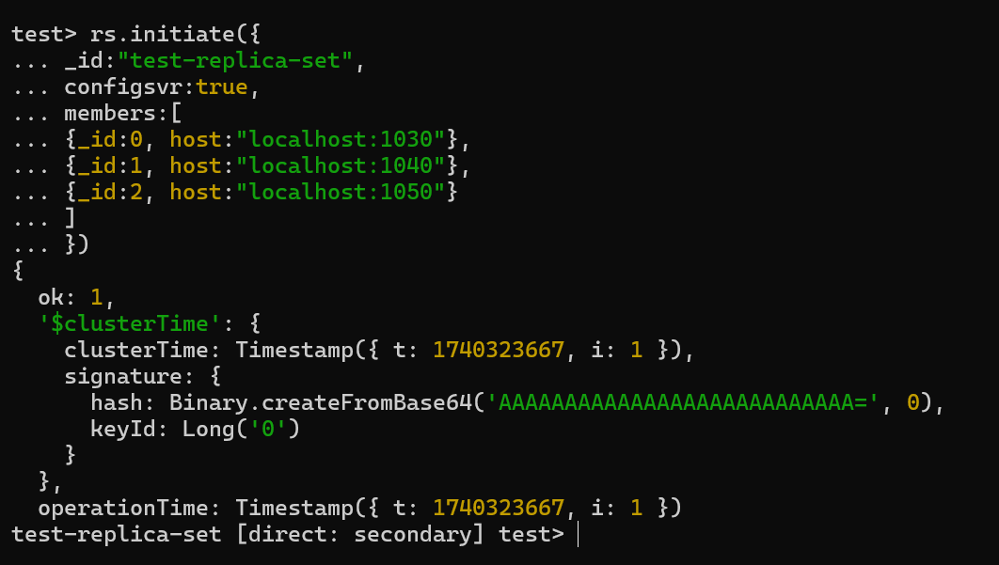 test> rs.initiate({
... _id:"test-replica-set",
... configsvr:true,
... members:[
... {_id:0, host:"localhost:1030"},
... {_id:1, host:"localhost:1040"},
... {_id:2, host:"localhost:1050"}
... ]
... })
{
  ok: 1,
  '$clusterTime': {
    clusterTime: Timestamp({ t: 1740323667, i: 1 }),
    signature: {
      hash: Binary.createFromBase64('AAAAAAAAAAAAAAAAAAAAAAAAAAA=', 0),
      keyId: Long('0')
    }
  },
  operationTime: Timestamp({ t: 1740323667, i: 1 })
test-replica-set [direct: secondary] test>